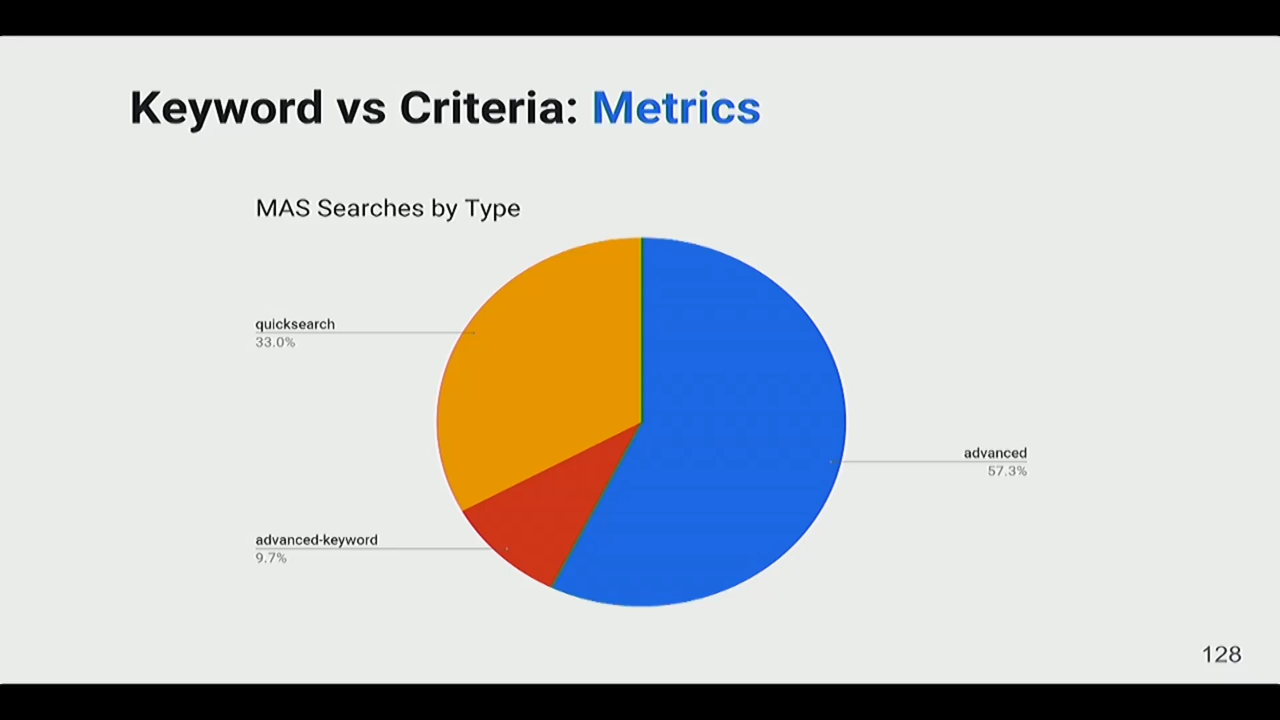 Keyword vs Criteria: Metrics
MAS Searches by Type
quicksearch
33.0%
advanced
57.3%
advanced-keyword
9.7%
128